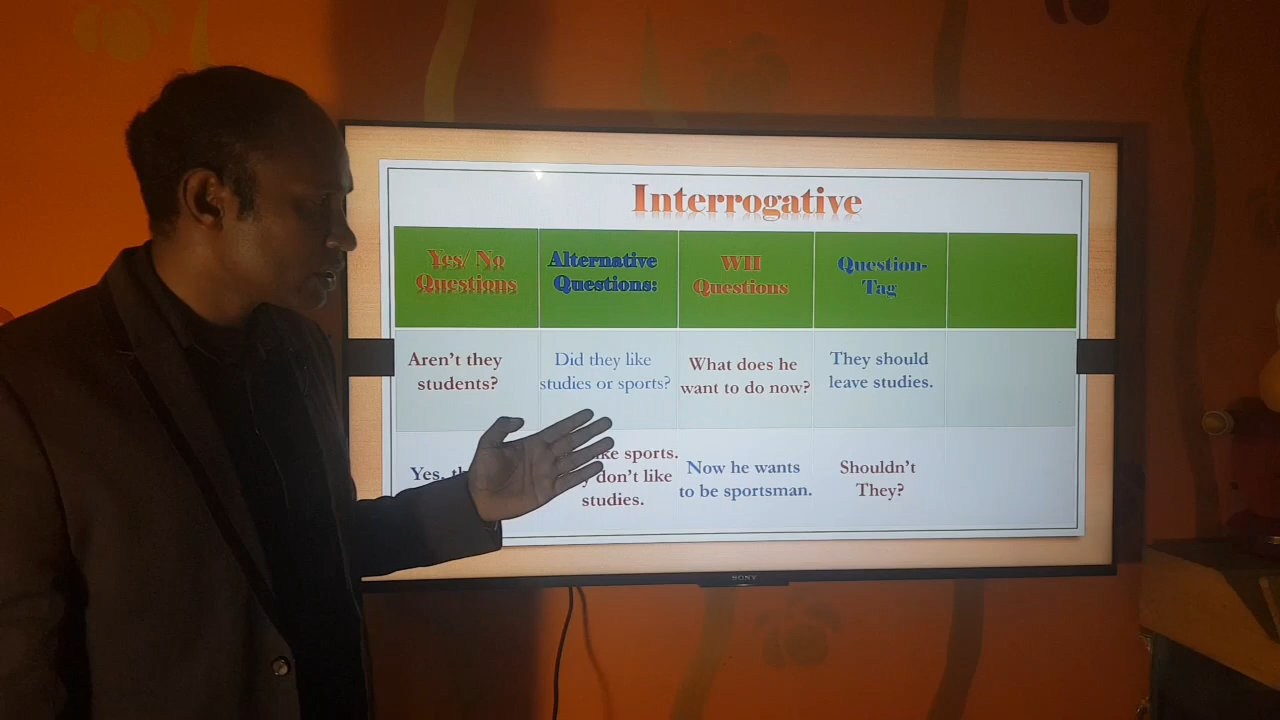 Interrogative
Yes/ No
Questions
Alternative
Questions:
WH
Questions
Question-
Tag
Aren't they
students?
Did they like
studies or sports?
What does he
want to do now?
They should
leave studies.
Yes,
sports.
don't like
studies.
Now he wants
to be sportsman.
Shouldn't
They?
SONY